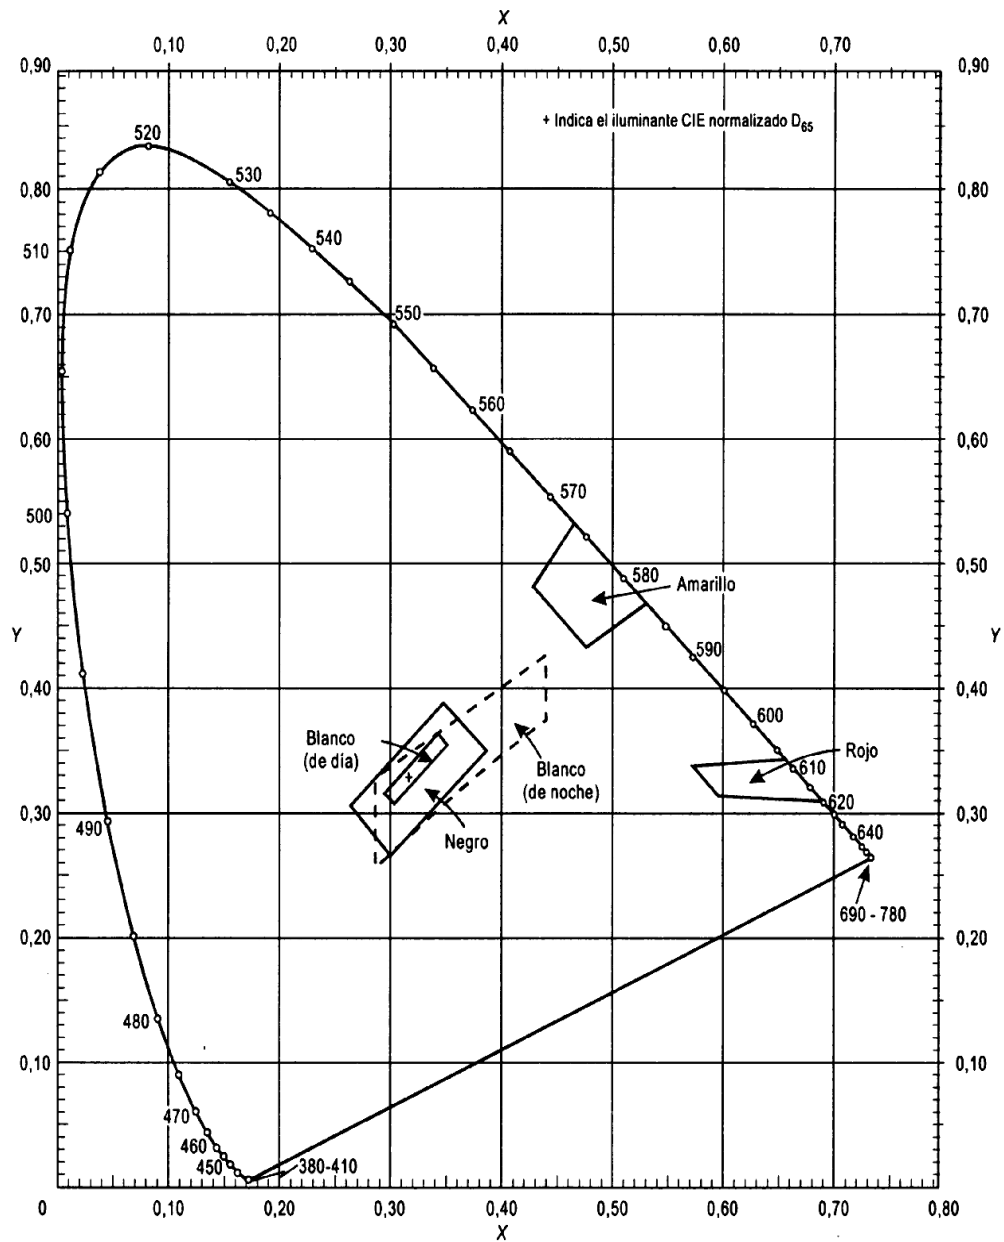 X
0,10 0,20 0,30 0,40 0,50 0,60 0,70
0,90 0,90
+ Indica el iluminante CIE normalizado D65
520
530
0,80 0,80
540
510
0,70 550 0,70
560
0,60 0,60
570
500
0,50 580 0,50
Amarillo
Y 590 Y
0,40 0,40
600
Blanco
(de día)
Rojo
610
Blanco
(de noche)
0,30 620 0,30
490
640
Negro
690 - 780
0,20 0,20
480
0,10 0,10
470
460
450 380-410
0 0,10 0,20 0,30 0,40 0,50 0,60 0,70 0,80
X